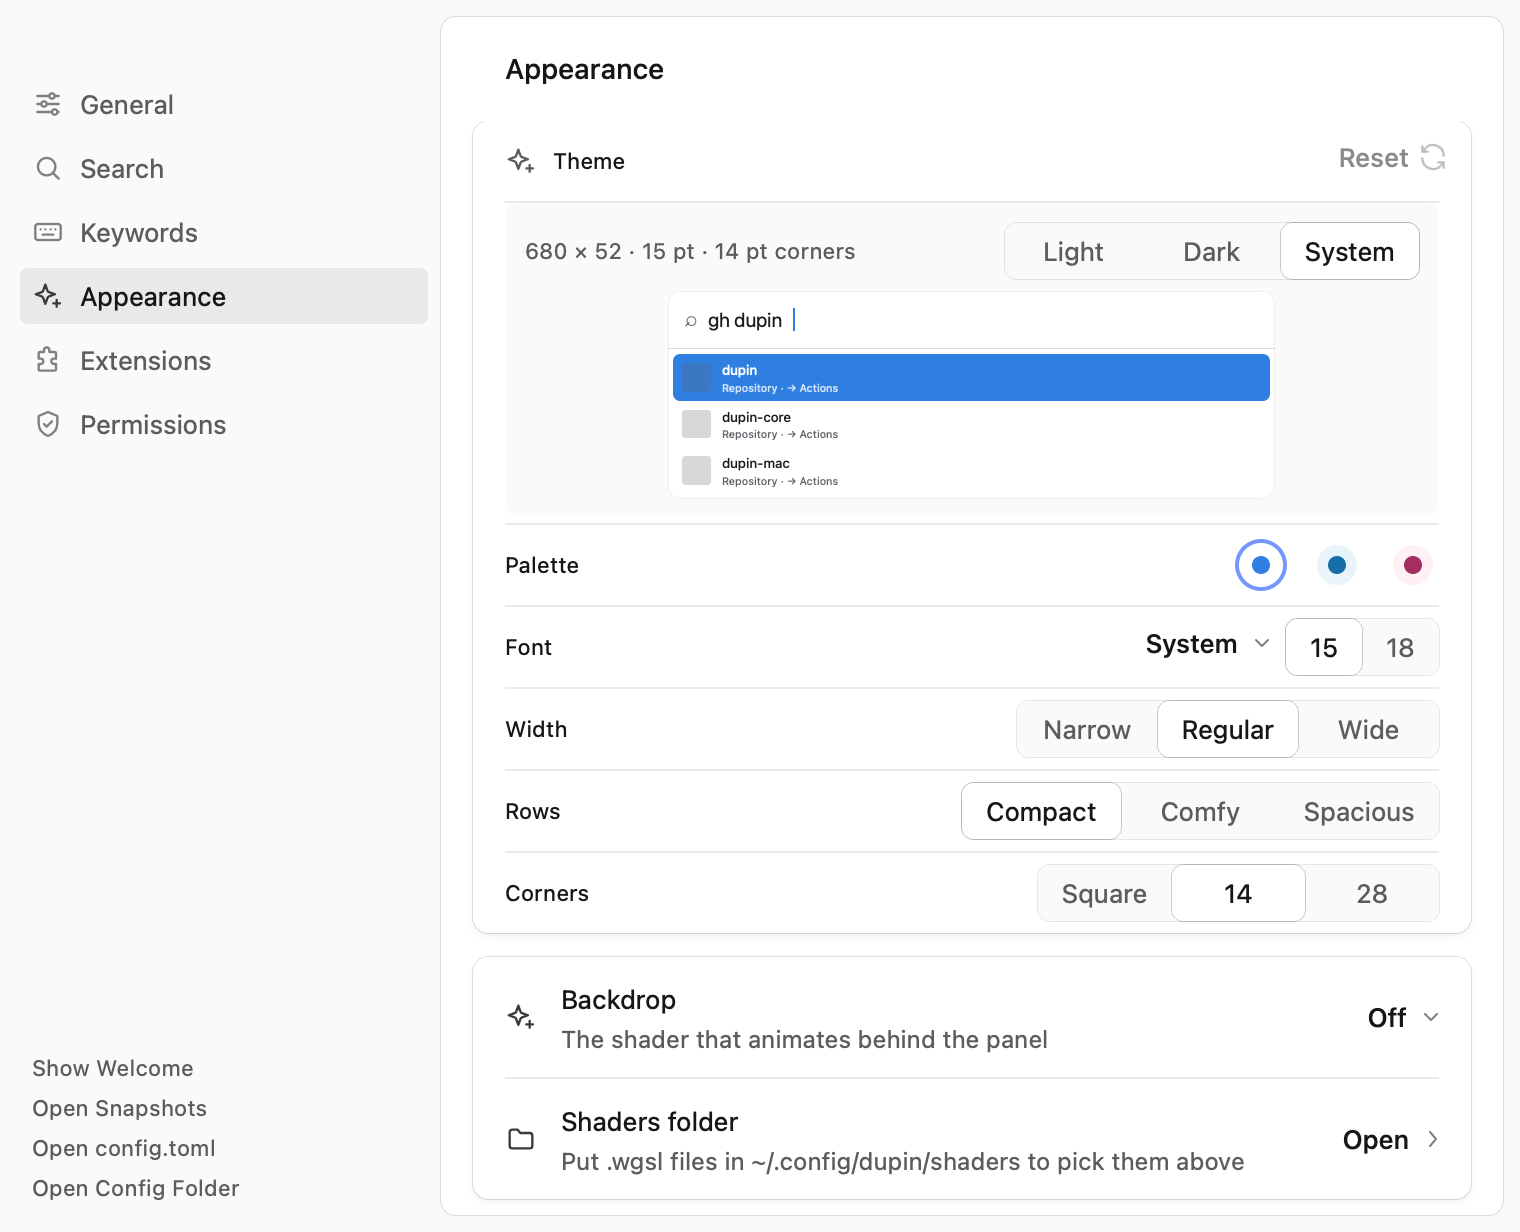 General
Search
Keywords
Appearance
Extensions
Permissions
Show Welcome
Open Snapshots
Open config.toml
Open Config Folder
Appearance
Theme
Reset
680 × 52 · 15 pt · 14 pt corners
Light Dark System
gh dupin
dupin
Repository · → Actions
dupin-core
Repository · → Actions
dupin-mac
Repository · → Actions
Palette
Font System 15 18
Width Narrow Regular Wide
Rows Compact Comfy Spacious
Corners Square 14 28
Backdrop
The shader that animates behind the panel
Off
Shaders folder
Put .wgsl files in ~/.config/dupin/shaders to pick them above
Open